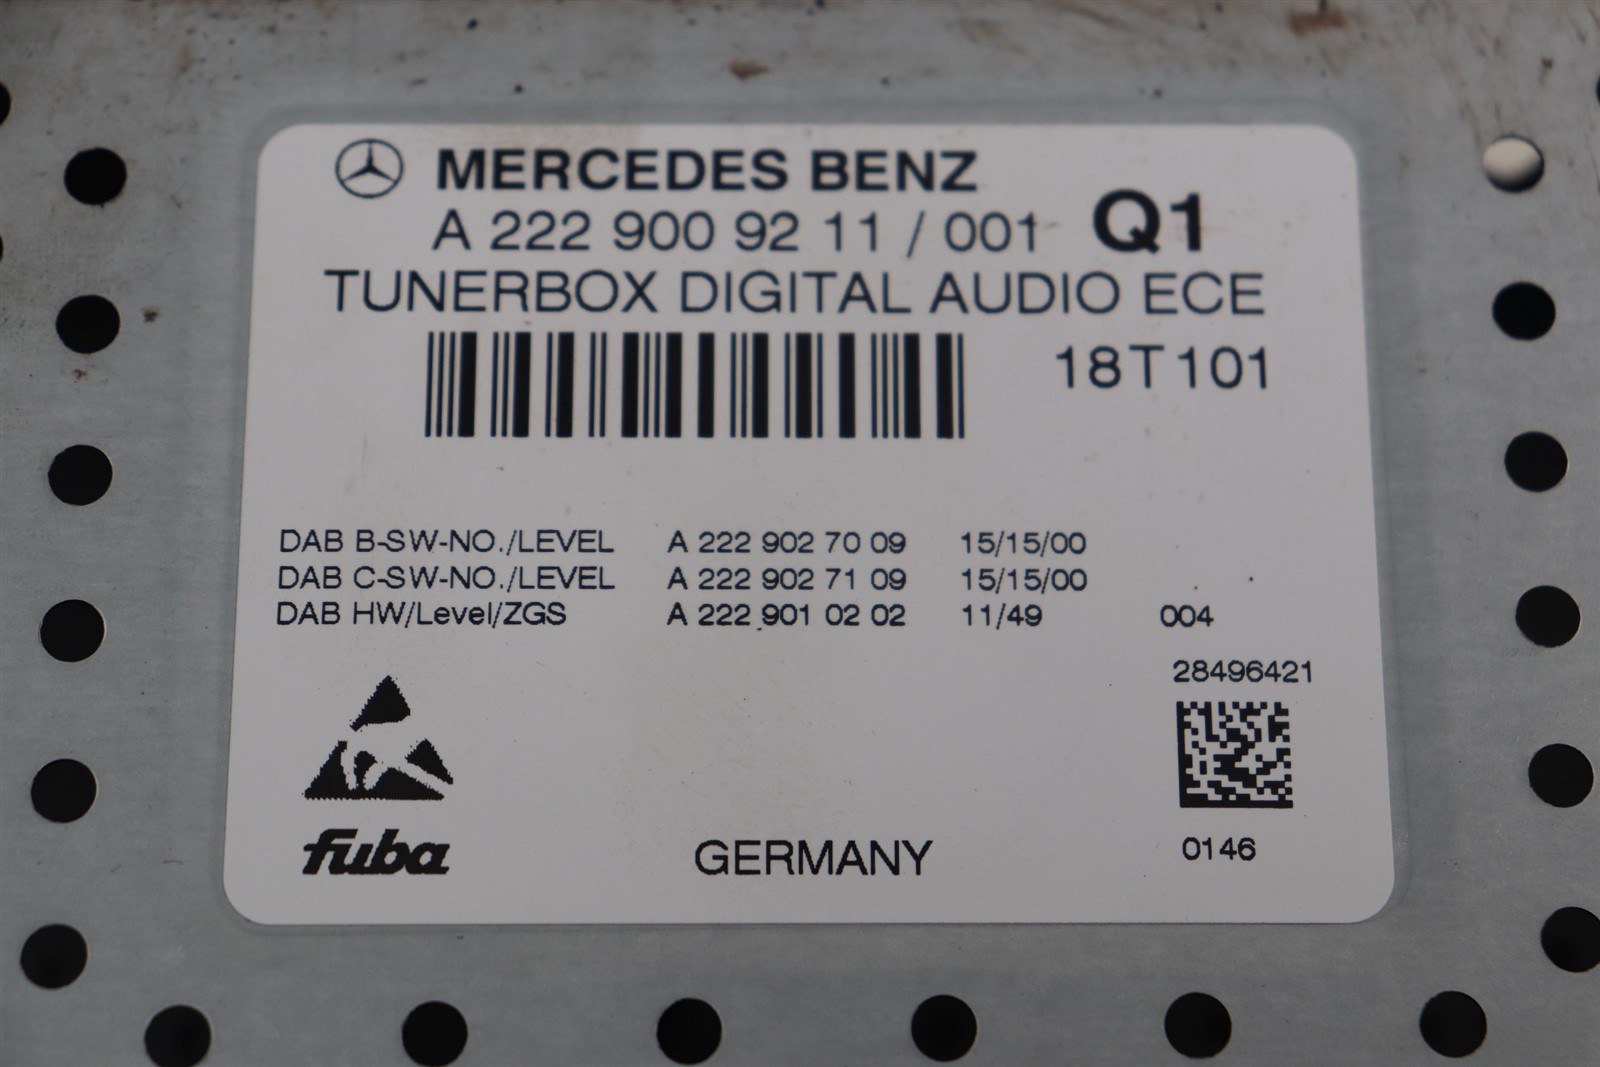 MERCEDES BENZ
A 222 900 92 11 / 001 Q1
TUNERBOX DIGITAL AUDIO ECE
18T101
DAB B-SW-NO./LEVEL A 222 902 70 09 15/15/00
DAB C-SW-NO./LEVEL A 222 902 71 09 15/15/00
DAB HW/Level/ZGS A 222 901 02 02 11/49 004
28496421
fuba
GERMANY
0146